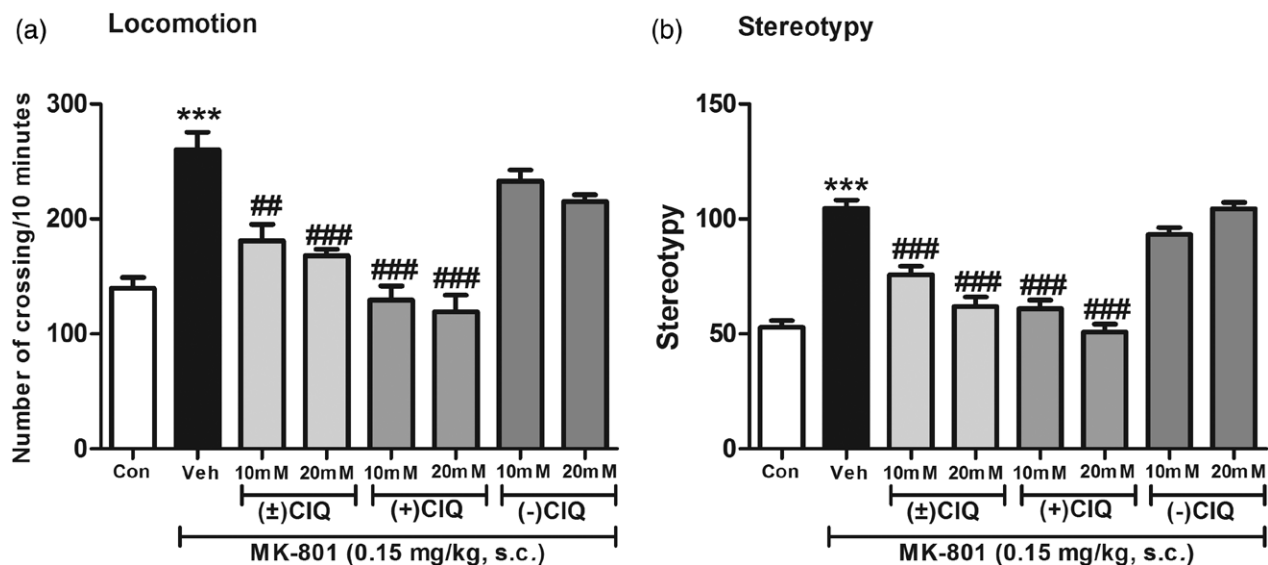 (a) Locomotion
Number of crossing/10 minutes
300
200
100
0
***
##
###
###
###
Con Veh 10mM 20mM 10mM 20mM 10mM 20mM
(±)CIQ (+)CIQ (-)CIQ
MK-801 (0.15 mg/kg, s.c.)
(b) Stereotypy
Stereotypy
150
100
50
0
***
###
###
###
###
Con Veh 10mM 20mM 10mM 20mM 10mM 20mM
(±)CIQ (+)CIQ (-)CIQ
MK-801 (0.15 mg/kg, s.c.)